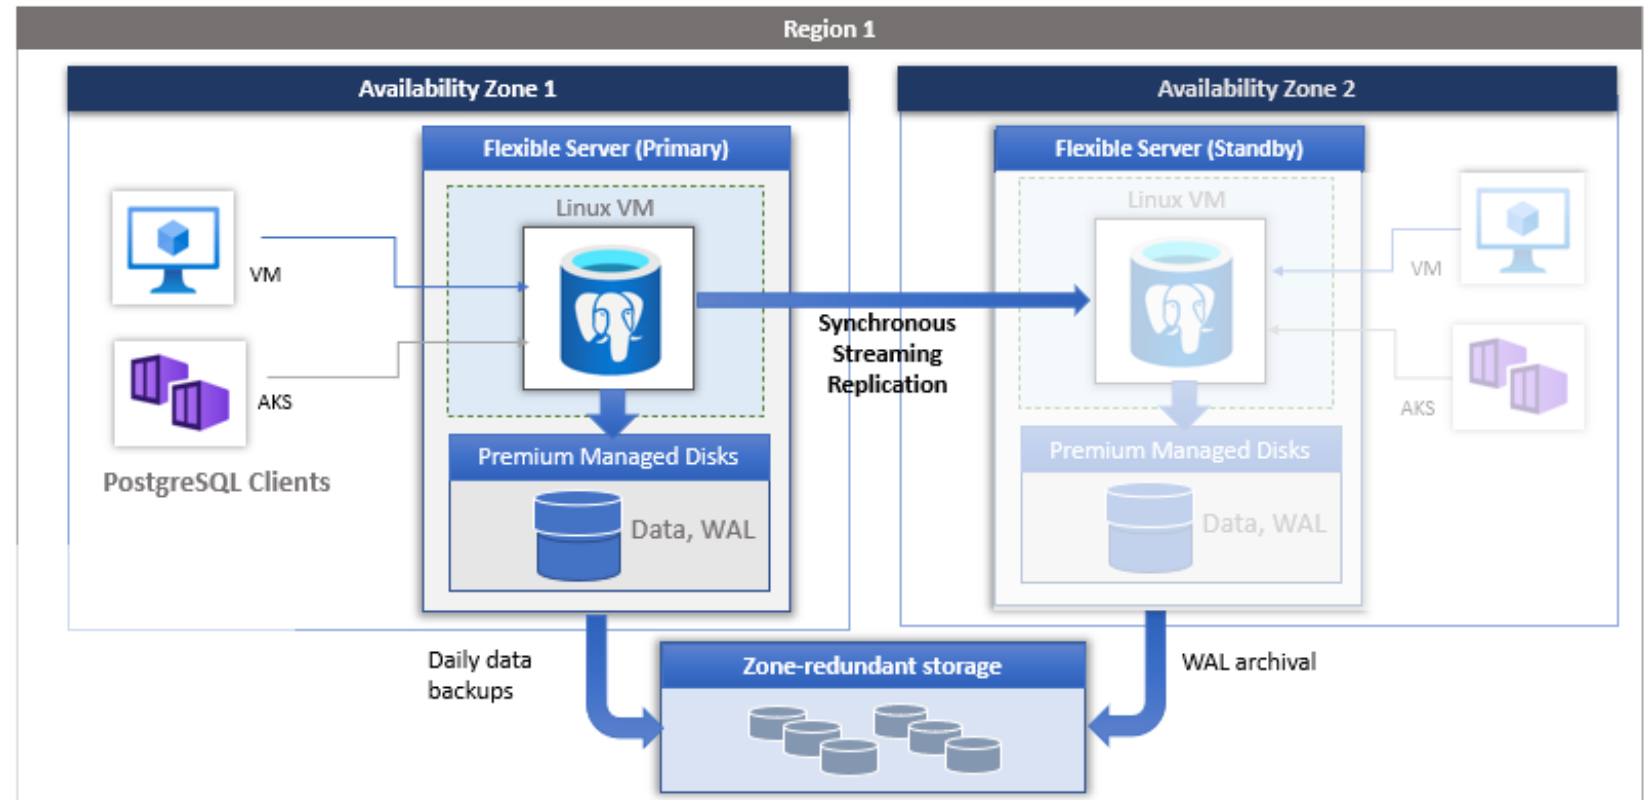 Region 1
Availability Zone 1
Availability Zone 2
Flexible Server (Primary)
Flexible Server (Standby)
Linux VM
Linux VM
VM
VM
Synchronous
Streaming
Replication
AKS
AKS
PostgreSQL Clients
Premium Managed Disks
Premium Managed Disks
Data, WAL
Data, WAL
Daily data
backups
Zone-redundant storage
WAL archival